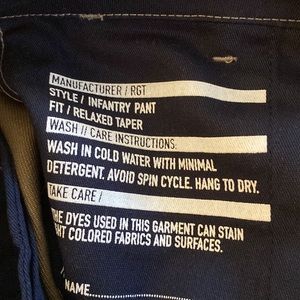 MANUFACTURER / RGT
STYLE / INFANTRY PANT
FIT / RELAXED TAPER
WASH // CARE INSTRUCTIONS:
WASH IN COLD WATER WITH MINIMAL
DETERGENT. AVOID SPIN CYCLE. HANG TO DRY.
TAKE CARE /
THE DYES USED IN THIS GARMENT CAN STAIN
COLORED FABRICS AND SURFACES.
NAME